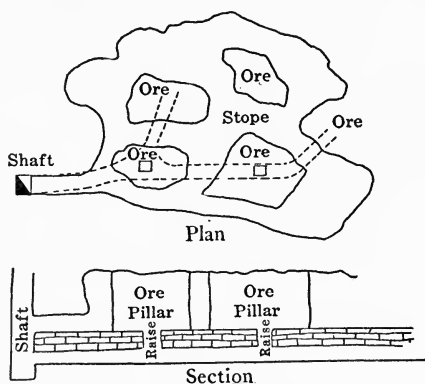 Ore
Ore
Stope
Ore
Shaft
Ore
Ore
Plan
Shaft
Ore
Pillar
Raise
Ore
Pillar
Raise
Section